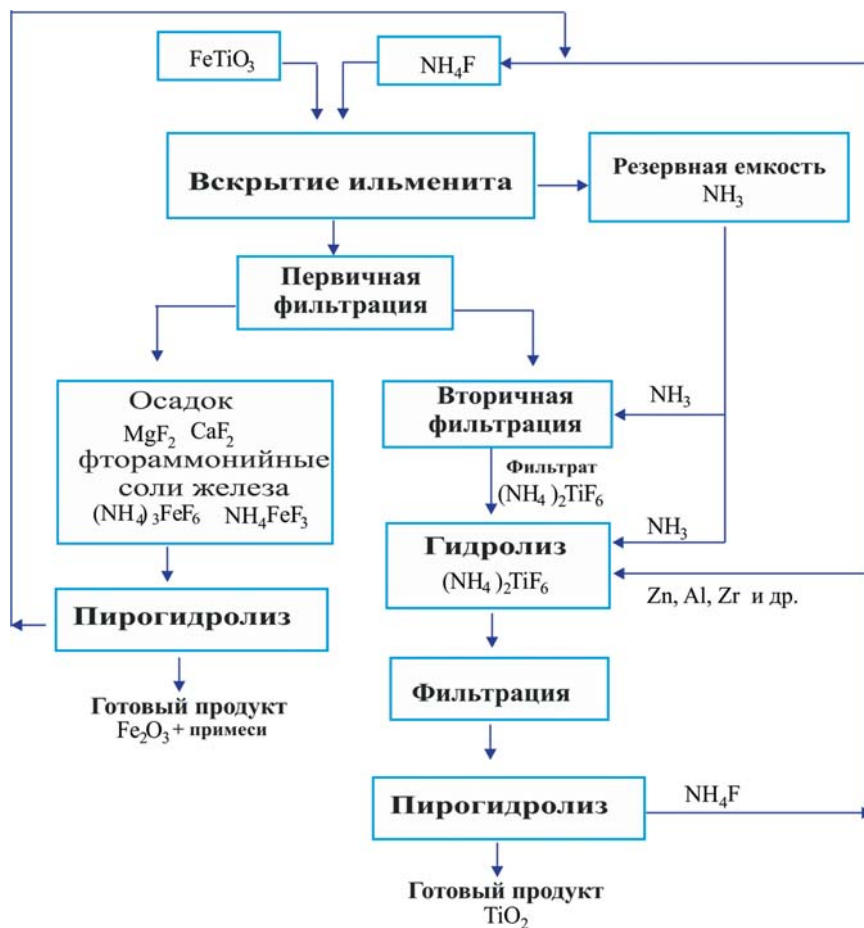 FeTiO₃
NH₄F
Вскрытие ильменита
Резервная емкость
NH₃
Первичная
фильтрация
Осадок
MgF₂ CaF₂
фтораммонийные
соли железа
(NH₄)₃FeF₆ NH₄FeF₃
Вторичная
фильтрация
NH₃
Фильтрат
(NH₄)₂TiF₆
Гидролиз
(NH₄)₂TiF₆
NH₃
Zn, Al, Zr и др.
Пирогидролиз
Готовый продукт
Fe₂O₃ + примеси
Фильтрация
Пирогидролиз
NH₄F
Готовый продукт
TiO₂